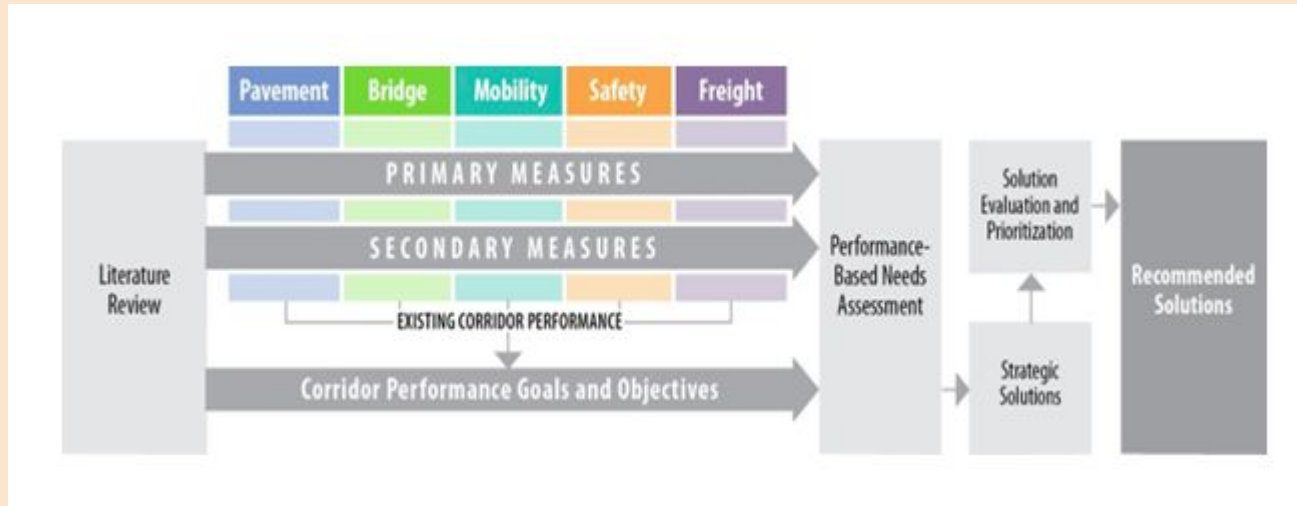 Pavement
Bridge
Mobility
Safety
Freight
Literature
Review
PRIMARY MEASURES
SECONDARY MEASURES
EXISTING CORRIDOR PERFORMANCE
Corridor Performance Goals and Objectives
Performance-
Based Needs
Assessment
Solution
Evaluation and
Prioritization
Strategic
Solutions
Recommended
Solutions